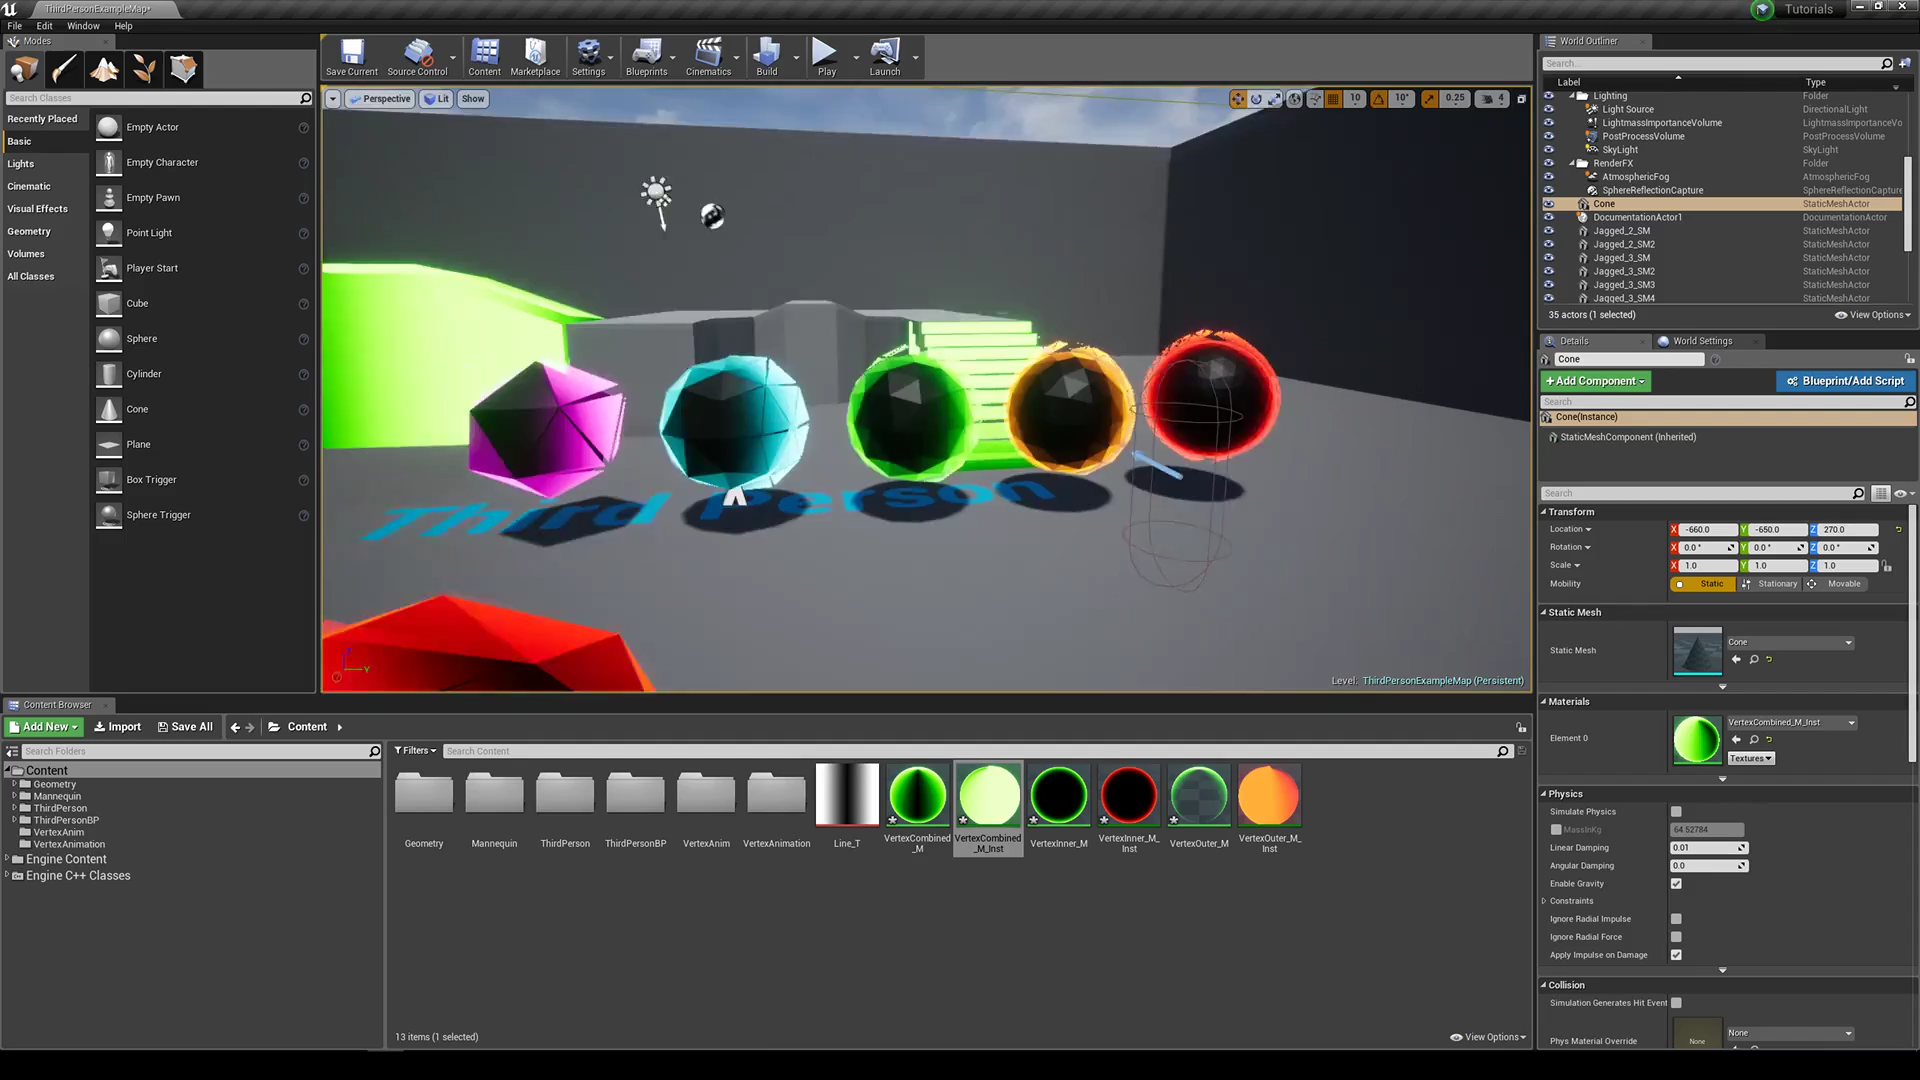 ThirdPersonExampleMap*
Tutorials
File Edit Window Help
Modes
Search Classes
Recently Placed
Basic
Lights
Cinematic
Visual Effects
Geometry
Volumes
All Classes
Empty Actor
Empty Character
Empty Pawn
Point Light
Player Start
Cube
Sphere
Cylinder
Cone
Plane
Box Trigger
Sphere Trigger
Save Current Source Control Content Marketplace Settings Blueprints Cinematics Build Play Launch
Perspective Lit Show
10 10° 0.25 4
Third Person
Level: ThirdPersonExampleMap (Persistent)
World Outliner
Search...
Label Type
Lighting Folder
Light Source DirectionalLight
LightmassImportanceVolume LightmassImportanceVo
PostProcessVolume PostProcessVolume
SkyLight SkyLight
RenderFX Folder
AtmosphericFog AtmosphericFog
SphereReflectionCapture SphereReflectionCapture
Cone StaticMeshActor
DocumentationActor1 DocumentationActor
Jagged_2_SM StaticMeshActor
Jagged_2_SM2 StaticMeshActor
Jagged_3_SM StaticMeshActor
Jagged_3_SM2 StaticMeshActor
Jagged_3_SM3 StaticMeshActor
Jagged_3_SM4 StaticMeshActor
35 actors (1 selected) View Options
Details World Settings
Cone
+Add Component Blueprint/Add Script
Search
Cone(Instance)
StaticMeshComponent (Inherited)
Search
Transform
Location X -660.0 Y -650.0 Z 270.0
Rotation X 0.0° Y 0.0° Z 0.0°
Scale X 1.0 Y 1.0 Z 1.0
Mobility Static Stationary Movable
Static Mesh
Static Mesh Cone
Materials
Element 0 VertexCombined_M_Inst
Textures
Physics
Simulate Physics
MassInKg 64.52784
Linear Damping 0.01
Angular Damping 0.0
Enable Gravity
Constraints
Ignore Radial Impulse
Ignore Radial Force
Apply Impulse on Damage
Collision
Simulation Generates Hit Event
Phys Material Override None None
Content Browser
Add New Import Save All Content
Search Folders
Filters Search Content
Content
Geometry
Mannequin
ThirdPerson
ThirdPersonBP
VertexAnim
VertexAnimation
Engine Content
Engine C++ Classes
Geometry Mannequin ThirdPerson ThirdPersonBP VertexAnim VertexAnimation Line_T VertexCombined_M VertexCombined_M_Inst VertexInner_M VertexInner_M_Inst VertexOuter_M VertexOuter_M_Inst
13 items (1 selected) View Options